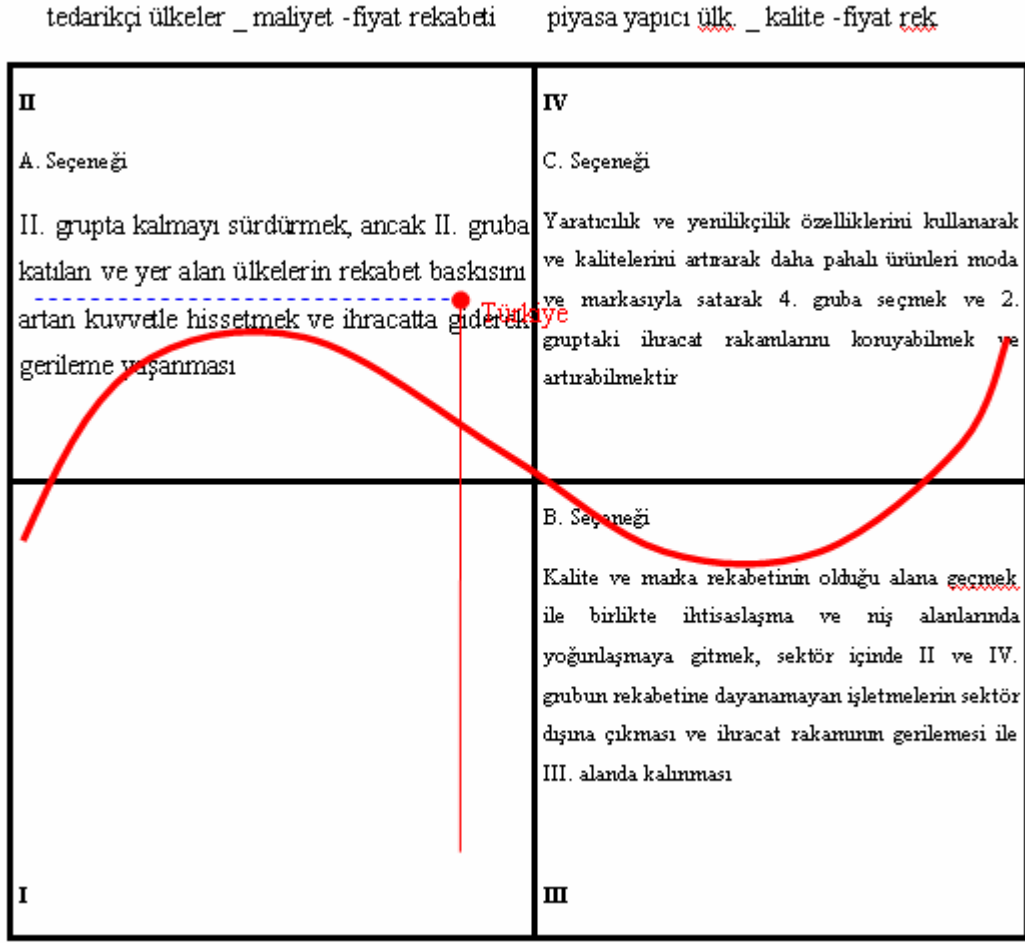 tedarikçi ülkeler _ maliyet -fiyat rekabeti
piyasa yapıcı ülk. _ kalite -fiyat rek.
II
A. Seçeneği
II. grupta kalmayı sürdürmek, ancak II. gruba
katılan ve yer alan ülkelerin rekabet baskısını
artan kuvvetle hissetmek ve ihracatta giderek
gerileme yaşanması
Türkiye
IV
C. Seçeneği
Yaratıcılık ve yenilikçilik özelliklerini kullanarak
ve kalitelerini artırarak daha pahalı ürünleri moda
ve markasıyla satarak 4. gruba seçmek ve 2.
gruptaki ihracat rakamlarını koruyabilmek ve
artırabilmektir
I
B. Seçeneği
Kalite ve marka rekabetinin olduğu alana geçmek
ile birlikte ihtisaslaşma ve niş alanlarında
yoğunlaşmaya gitmek, sektör içinde II ve IV.
grubun rekabetine dayanamayan işletmelerin sektör
dışına çıkması ve ihracat rakamının gerilemesi ile
III. alanda kalınması
III